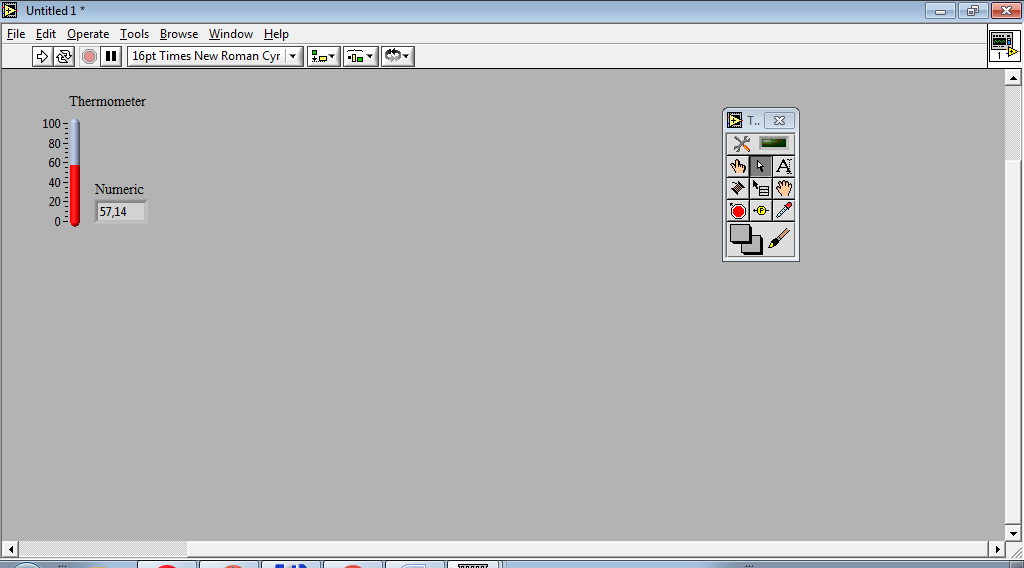 Untitled 1 *
File Edit Operate Tools Browse Window Help
16pt Times New Roman Cyr
1
Thermometer
100
80
60
40
20
0
Numeric
57,14
T..
A
P